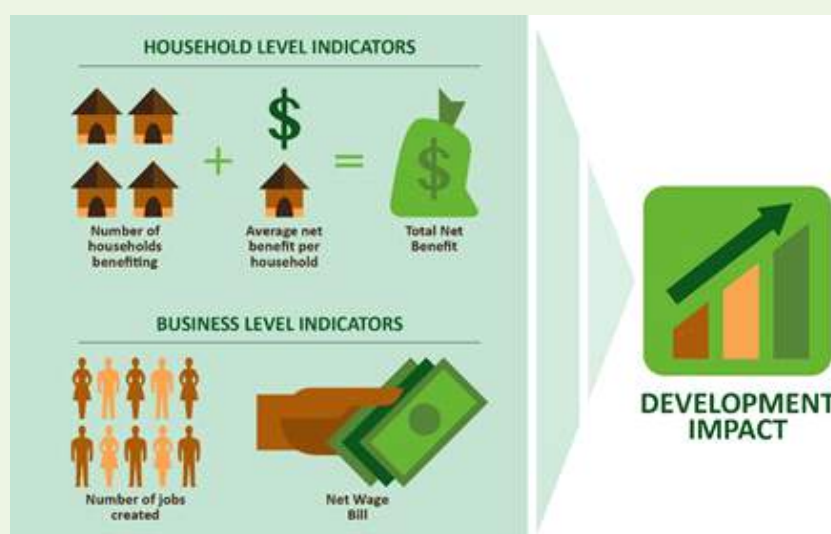 HOUSEHOLD LEVEL INDICATORS
$
+
=
$
Number of
households
benefiting
Average net
benefit per
household
Total Net
Benefit
BUSINESS LEVEL INDICATORS
Number of jobs
created
Net Wage
Bill
DEVELOPMENT
IMPACT